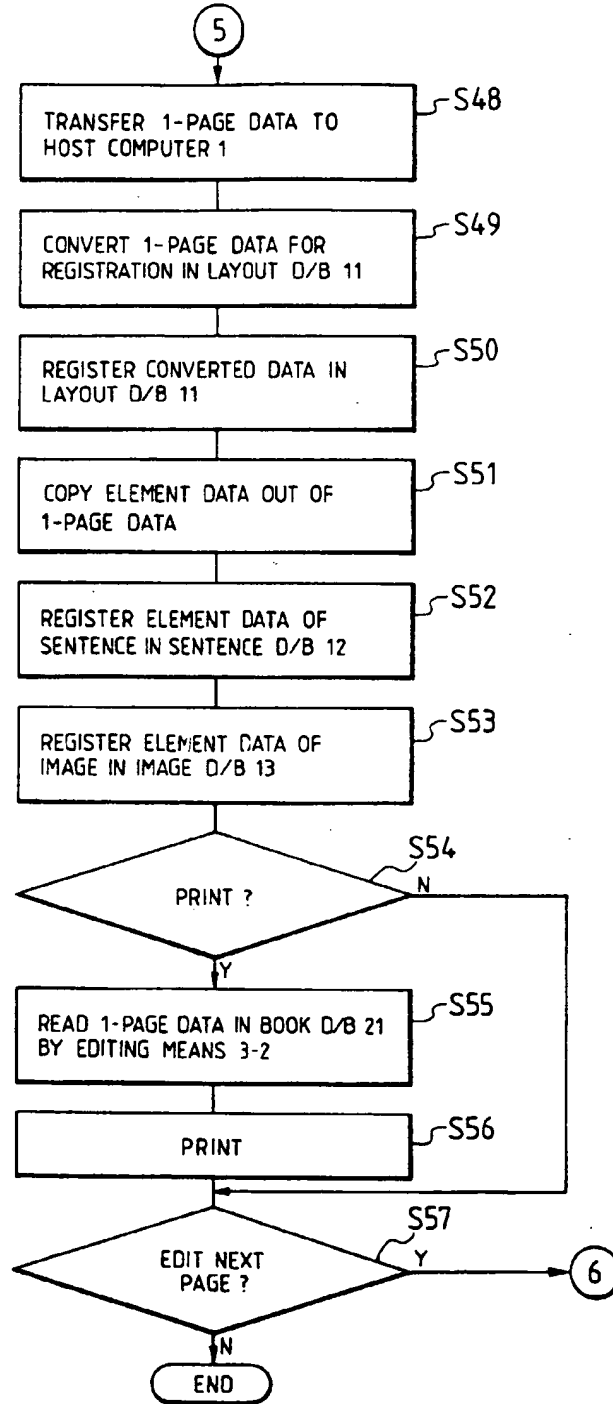 5
TRANSFER 1-PAGE DATA TO
HOST COMPUTER 1
S48
CONVERT 1-PAGE DATA FOR
REGISTRATION IN LAYOUT D/B 11
S49
REGISTER CONVERTED DATA IN
LAYOUT D/B 11
S50
COPY ELEMENT DATA OUT OF
1-PAGE DATA
S51
REGISTER ELEMENT DATA OF
SENTENCE IN SENTENCE D/B 12
S52
REGISTER ELEMENT DATA OF
IMAGE IN IMAGE D/B 13
S53
PRINT ?
S54
N
Y
READ 1-PAGE DATA IN BOOK D/B 21
BY EDITING MEANS 3-2
S55
PRINT
S56
EDIT NEXT
PAGE ?
S57
Y
6
N
END